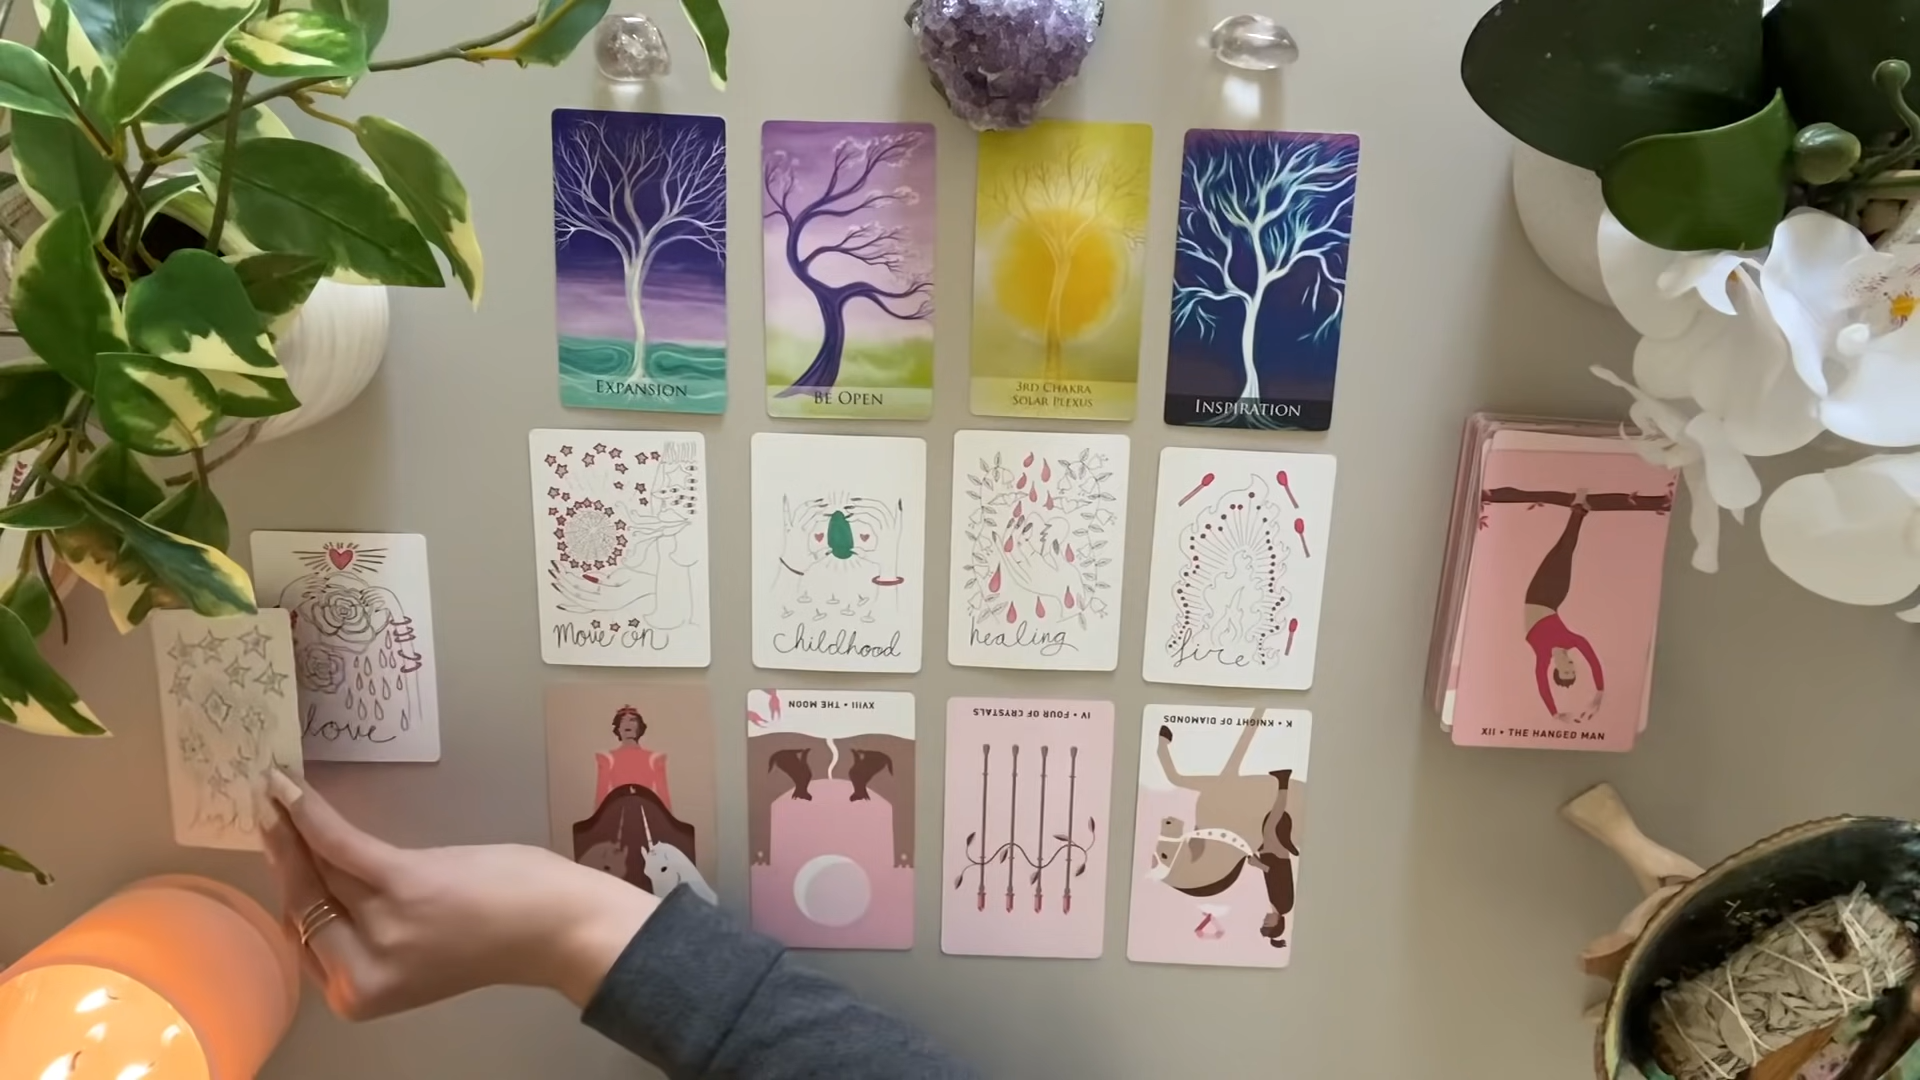 EXPANSION
BE OPEN
3RD CHAKRA
SOLAR PLEXUS
INSPIRATION
Move on
childhood
healing
fire
love
light
XVIII • THE MOON
IV • FOUR OF CRYSTALS
K • KNIGHT OF DIAMONDS
XII • THE HANGED MAN